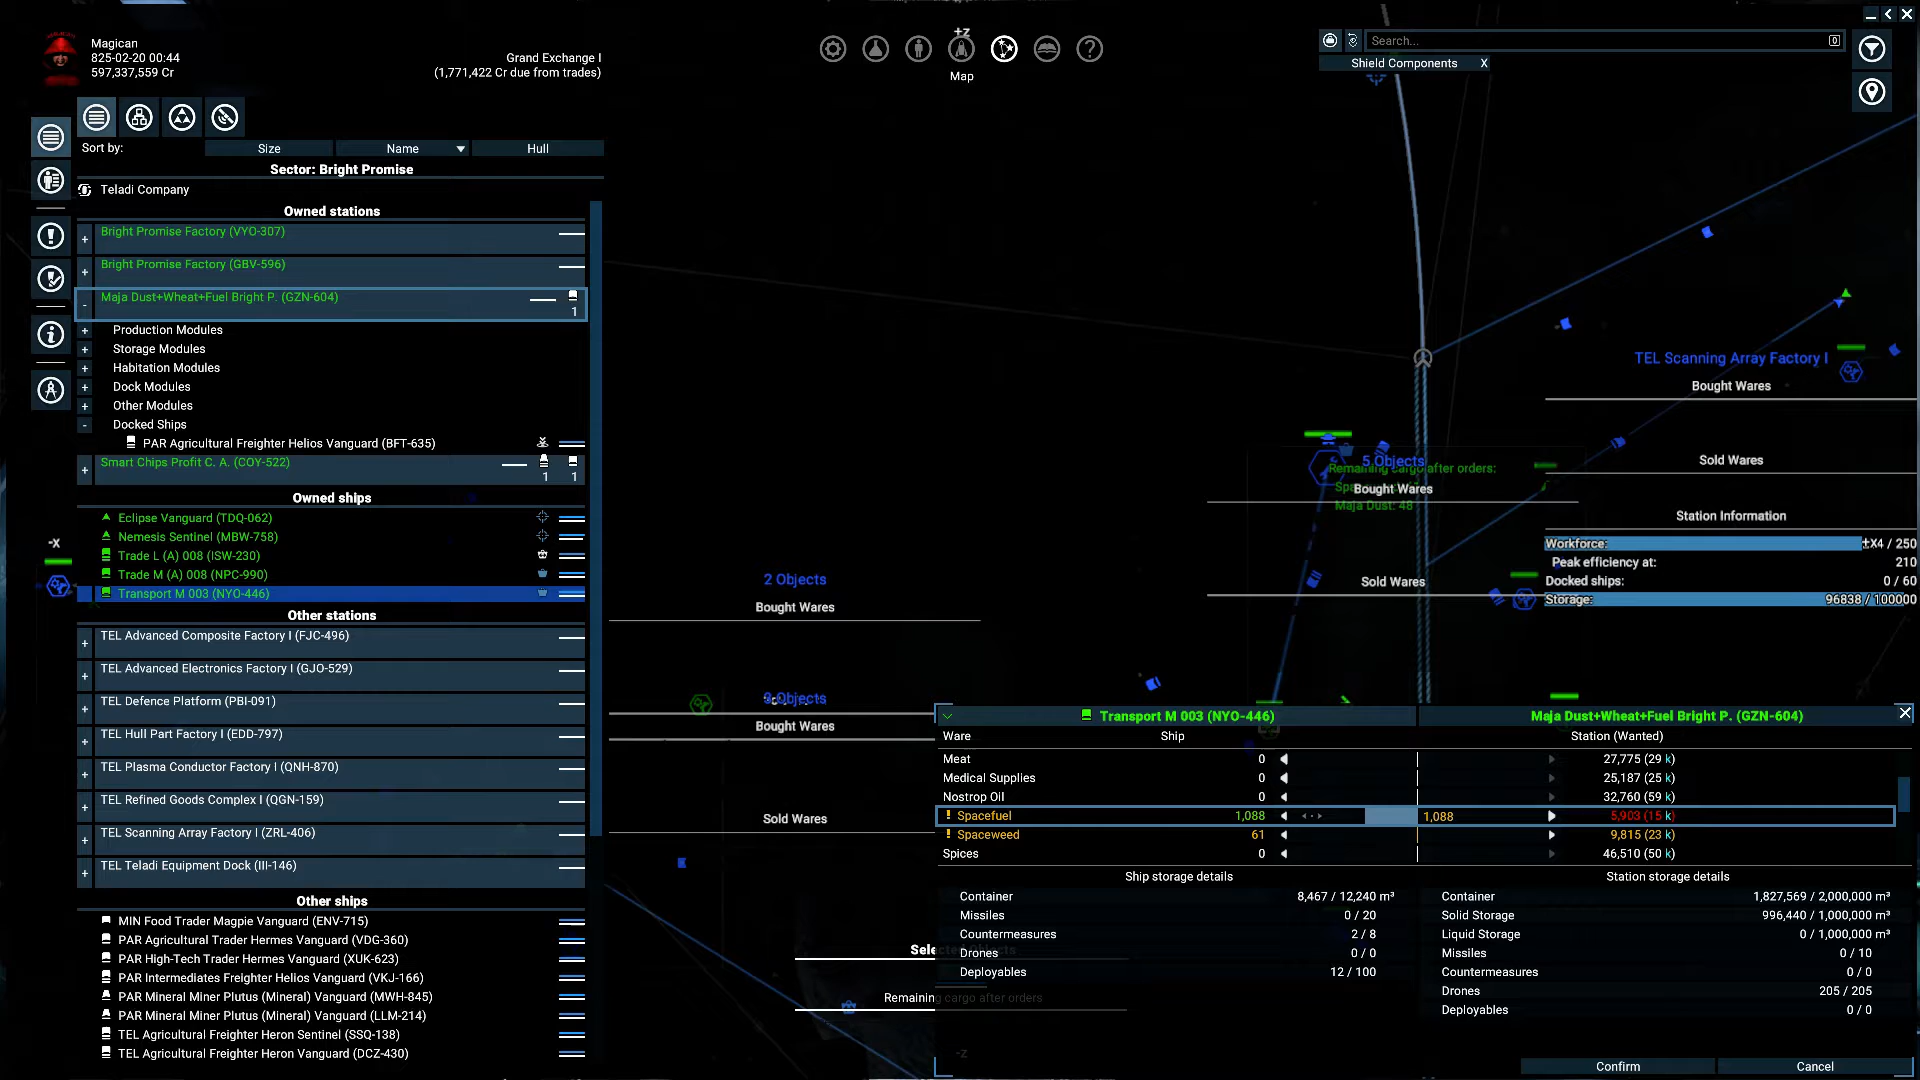 Magican
825-02-20 00:44
597,337,559 Cr
Grand Exchange I
(1,771,422 Cr due from trades)
+Z
Map
Search...
0
Shield Components X
Sort by: Size Name Hull
Sector: Bright Promise
Teladi Company
Owned stations
+ Bright Promise Factory (VYO-307)
+ Bright Promise Factory (GBV-596)
- Maja Dust+Wheat+Fuel Bright P. (GZN-604) 1
+ Production Modules
+ Storage Modules
+ Habitation Modules
+ Dock Modules
+ Other Modules
- Docked Ships
PAR Agricultural Freighter Helios Vanguard (BFT-635)
+ Smart Chips Profit C. A. (COY-522) 1 1
Owned ships
Eclipse Vanguard (TDQ-062)
Nemesis Sentinel (MBW-758)
Trade L (A) 008 (ISW-230)
Trade M (A) 008 (NPC-990)
Transport M 003 (NYO-446)
Other stations
+ TEL Advanced Composite Factory I (FJC-496)
+ TEL Advanced Electronics Factory I (GJO-529)
+ TEL Defence Platform (PBI-091)
+ TEL Hull Part Factory I (EDD-797)
+ TEL Plasma Conductor Factory I (QNH-870)
+ TEL Refined Goods Complex I (QGN-159)
+ TEL Scanning Array Factory I (ZRL-406)
+ TEL Teladi Equipment Dock (III-146)
Other ships
MIN Food Trader Magpie Vanguard (ENV-715)
PAR Agricultural Trader Hermes Vanguard (VDG-360)
PAR High-Tech Trader Hermes Vanguard (XUK-623)
PAR Intermediates Freighter Helios Vanguard (VKJ-166)
PAR Mineral Miner Plutus (Mineral) Vanguard (MWH-845)
PAR Mineral Miner Plutus (Mineral) Vanguard (LLM-214)
TEL Agricultural Freighter Heron Sentinel (SSQ-138)
TEL Agricultural Freighter Heron Vanguard (DCZ-430)
-X
2 Objects
Bought Wares
3 Objects
Bought Wares
Sold Wares
5 Objects
Remaining cargo after orders:
Bought Wares
Maja Dust: 48
Sold Wares
TEL Scanning Array Factory I
Bought Wares
Sold Wares
Station Information
Workforce: / 250
Peak efficiency at: 210
Docked ships: 0 / 60
Storage: 96838 / 100000
Remaining cargo after orders
-Z
Transport M 003 (NYO-446) Maja Dust+Wheat+Fuel Bright P. (GZN-604)
Ware Ship Station (Wanted)
Meat 0 27,775 (29 k)
Medical Supplies 0 25,187 (25 k)
Nostrop Oil 0 32,760 (59 k)
! Spacefuel 1,088 1,088 5,903 (15 k)
! Spaceweed 61 9,815 (23 k)
Spices 0 46,510 (50 k)
Ship storage details
Container 8,467 / 12,240 m³
Missiles 0 / 20
Countermeasures 2 / 8
Drones 0 / 0
Deployables 12 / 100
Station storage details
Container 1,827,569 / 2,000,000 m³
Solid Storage 996,440 / 1,000,000 m³
Liquid Storage 0 / 1,000,000 m³
Missiles 0 / 10
Countermeasures 0 / 0
Drones 205 / 205
Deployables 0 / 0
Confirm Cancel